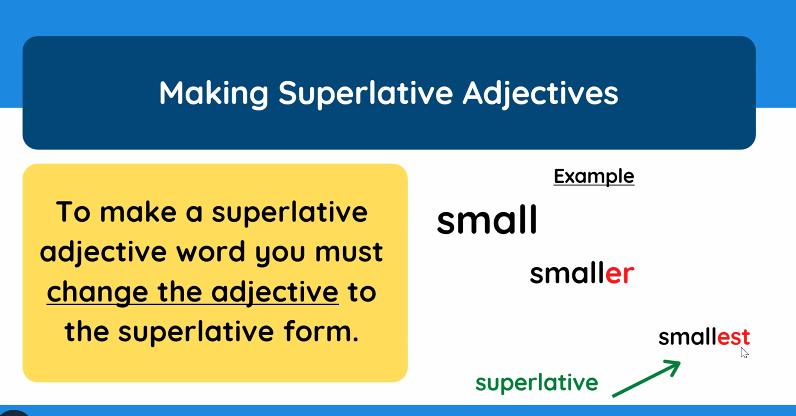 Making Superlative Adjectives
To make a superlative
adjective word you must
change the adjective to
the superlative form.
Example
small
smaller
smallest
superlative